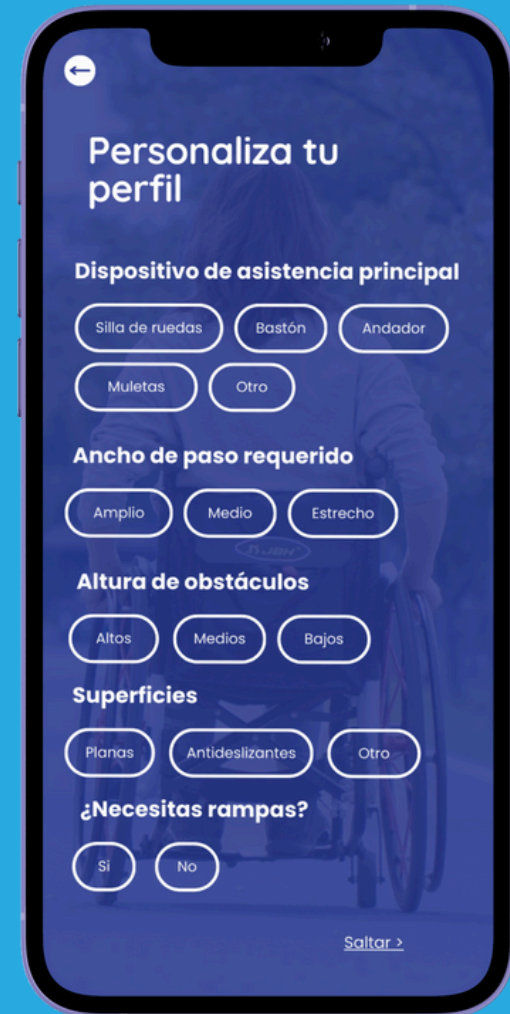 Personaliza tu
perfil
Dispositivo de asistencia principal
Silla de ruedas Bastón Andador
Muletas Otro
Ancho de paso requerido
Amplio Medio Estrecho
Altura de obstáculos
Altos Medios Bajos
Superficies
Planas Antideslizantes Otro
¿Necesitas rampas?
Si No
Saltar >